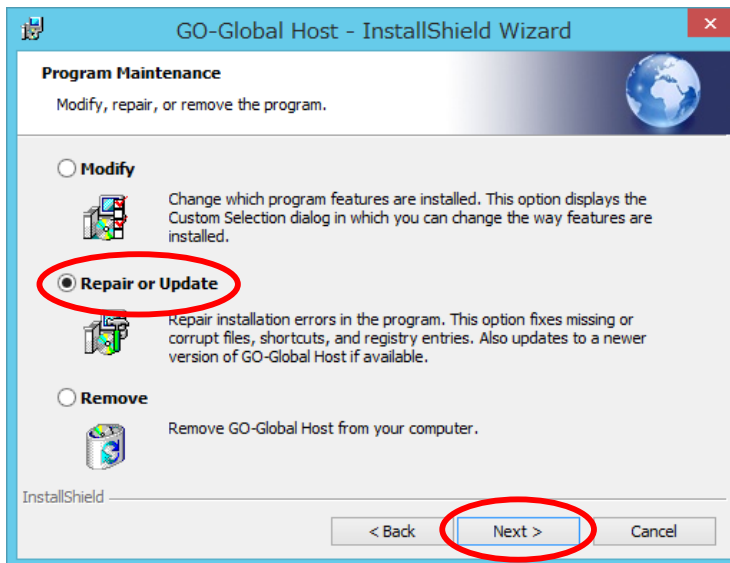 GO-Global Host - InstallShield Wizard
Program Maintenance
Modify, repair, or remove the program.
Modify
Change which program features are installed. This option displays the
Custom Selection dialog in which you can change the way features are
installed.
Repair or Update
Repair installation errors in the program. This option fixes missing or
corrupt files, shortcuts, and registry entries. Also updates to a newer
version of GO-Global Host if available.
Remove
Remove GO-Global Host from your computer.
InstallShield
< Back
Next >
Cancel